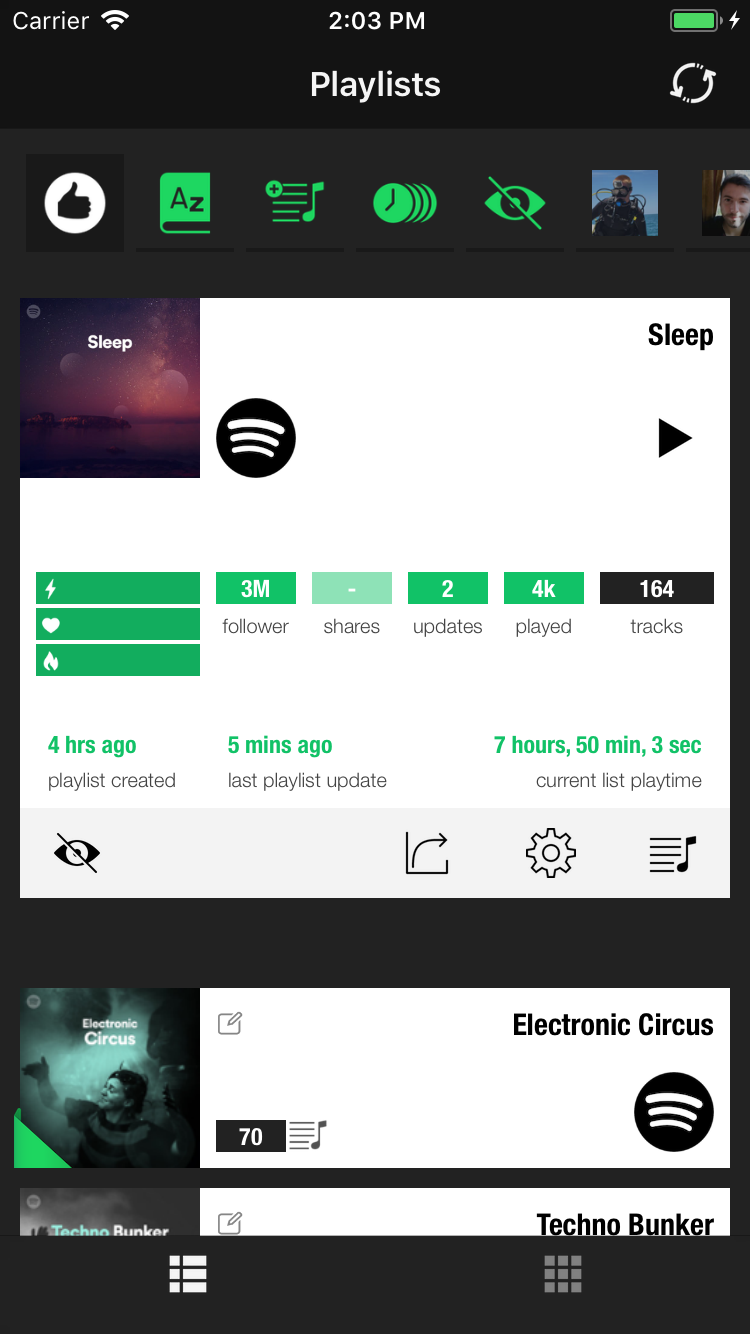 Carrier 2:03 PM
Playlists
Az
Sleep
Sleep
3M - 2 4k 164
follower shares updates played tracks
4 hrs ago 5 mins ago 7 hours, 50 min, 3 sec
playlist created last playlist update current list playtime
Electronic
Circus
Electronic Circus
70
Techno Bunker
Techno Bunker